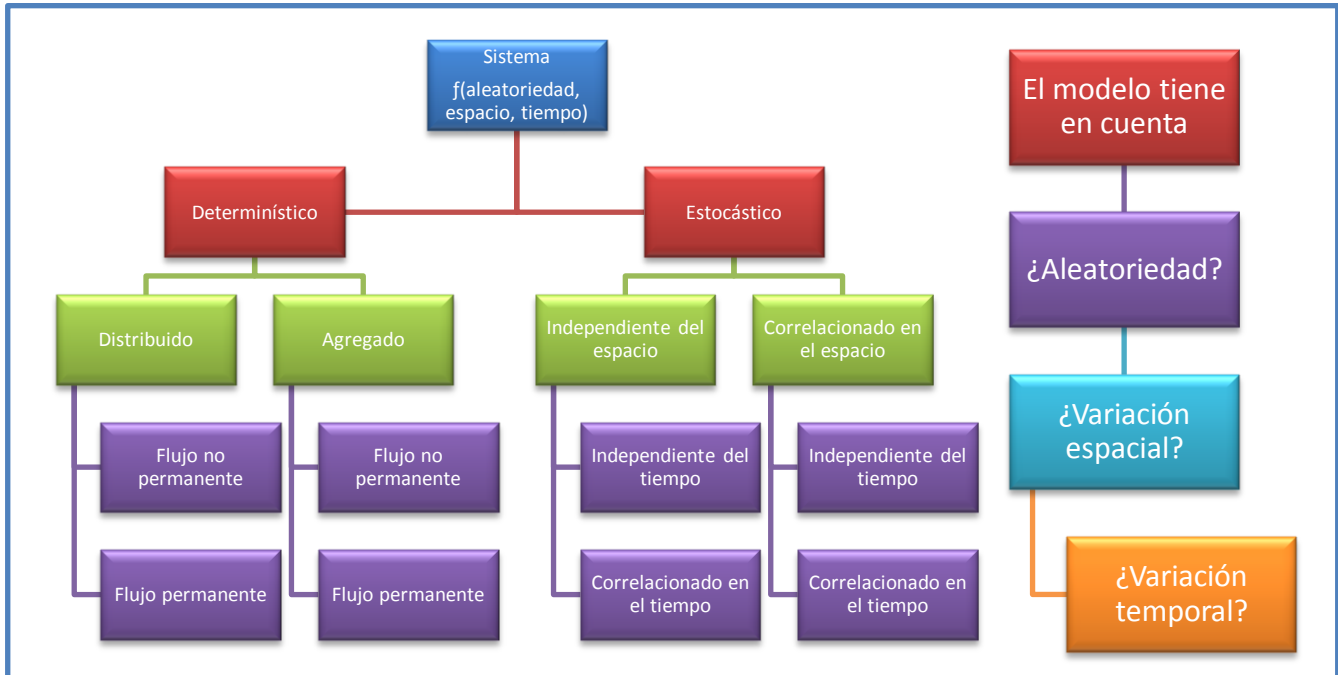 Sistema
ƒ(aleatoriedad,
espacio, tiempo)
Determinístico
Estocástico
Distribuido
Agregado
Independiente del
espacio
Correlacionado en
el espacio
Flujo no
permanente
Flujo no
permanente
Independiente del
tiempo
Independiente del
tiempo
Flujo permanente
Flujo permanente
Correlacionado en
el tiempo
Correlacionado en
el tiempo
El modelo tiene
en cuenta
¿Aleatoriedad?
¿Variación
espacial?
¿Variación
temporal?